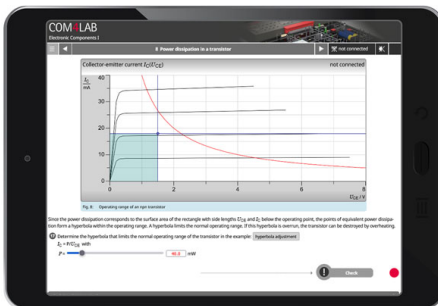 COM LAB
Electronic Components I
X Power dissipation in a transistor
not connected
Collector-emitter current IC(UCE)
not connected
IC
mA
40
30
20
10
0
0
2
4
6
8
UCE / V
Fig. 8: Operating range of an npn transistor
Since the power dissipation corresponds to the surface area of the rectangle with side lengths UCE and IC below the operating point, the points of equivalent power dissipa-
tion form a hyperbola within the operating range. A hyperbola limits the normal operating range. If this hyperbola is overrun, the transistor can be destroyed by overheating.
Determine the hyperbola that limits the normal operating range of the transistor in the example: hyperbola adjustment
IC = P/UCE with
P = 40.0 mW
Check